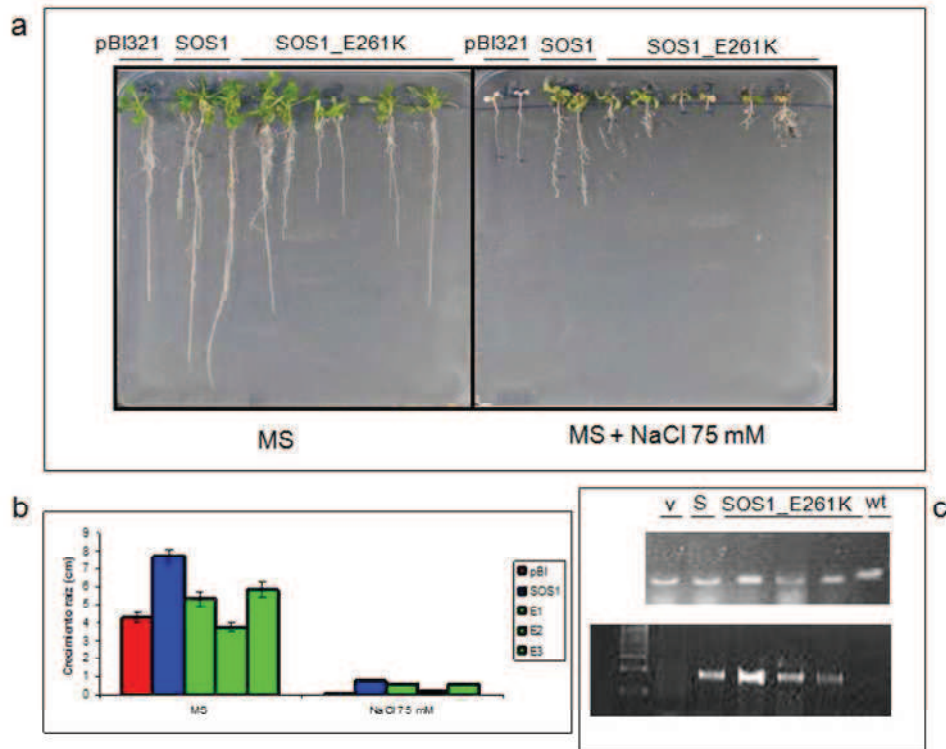 a
pBI321 SOS1 SOS1_E261K pBI321 SOS1 SOS1_E261K
MS MS + NaCl 75 mM
b
Crecimiento raiz (cm)
9
8
7
6
5
4
3
2
1
0
MS NaCl 75 mM
pBI
SOS1
E1
E2
E3
c
v S SOS1_E261K wt